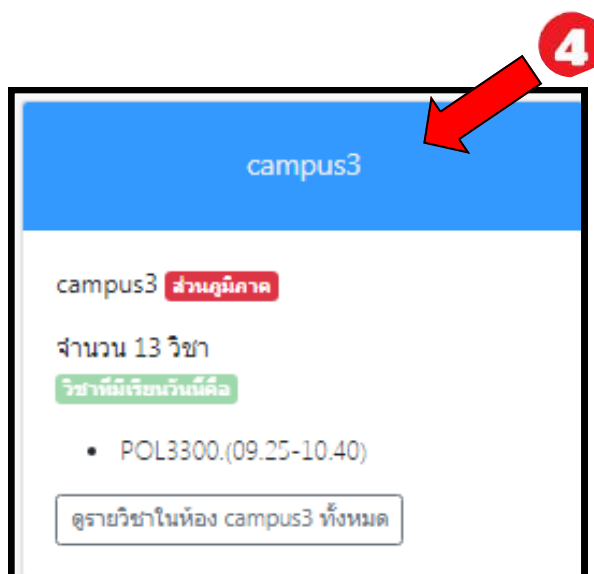 4
campus3
campus3 ส่วนภูมิภาค
จำนวน 13 วิชา
วิชาที่มีเรียนวันนี้คือ
• POL3300.(09.25-10.40)
ดูรายวิชาในห้อง campus3 ทั้งหมด